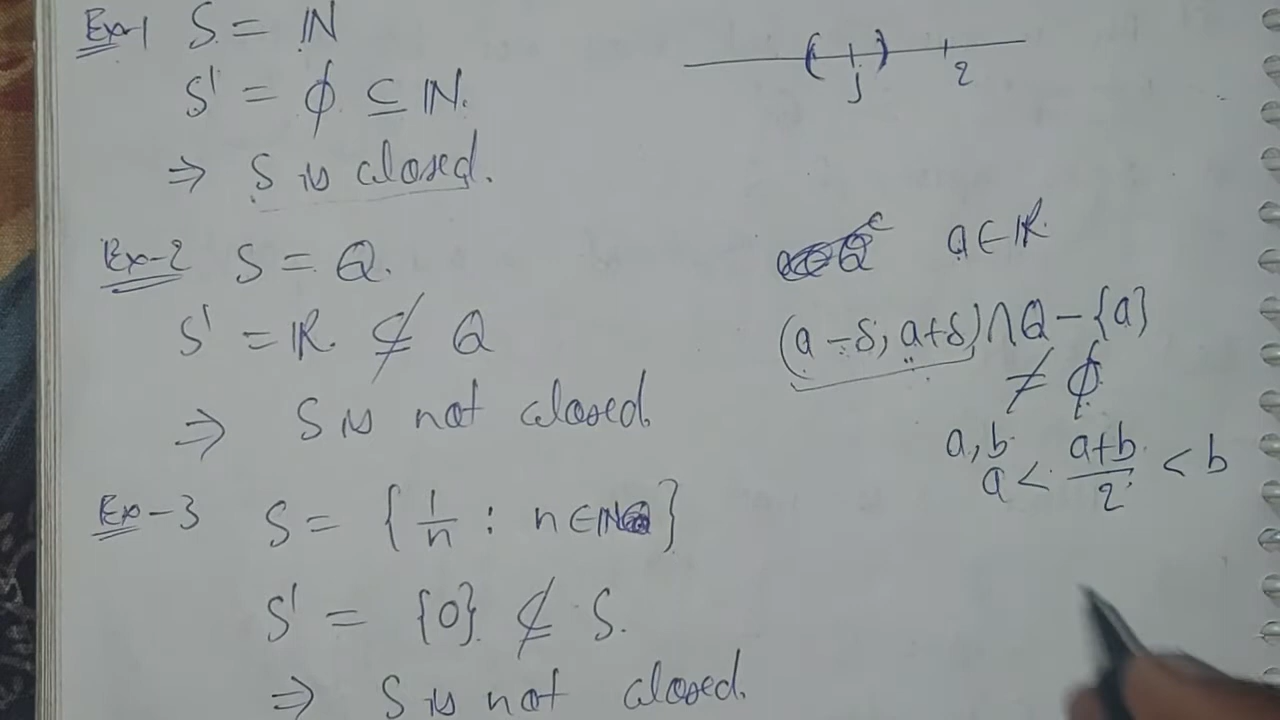 Ex-1 S = ℕ
S' = ϕ ⊆ ℕ.
⇒ S is closed.
1 2
Ex-2 S = Q.
S' = ℝ ⊈ Q
⇒ S is not closed.
Ex-3 S = {1/n : n∈ℕ}
S' = {0} ⊄ S.
⇒ S is not closed.
Qᶜ a∈ℝ.
(a-δ, a+δ)∩Q-{a}
≠ ϕ
a, b
a < (a+b)/2 < b